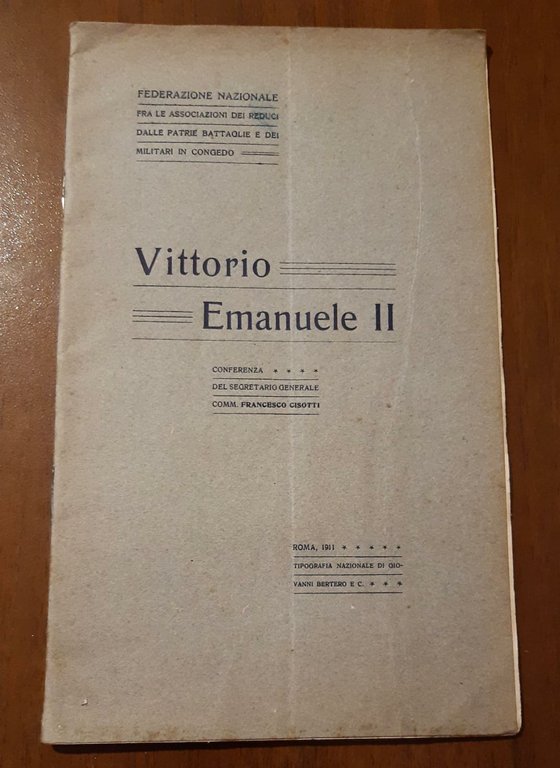 FEDERAZIONE NAZIONALE
FRA LE ASSOCIAZIONI DEI REDUCI
DALLE PATRIE BATTAGLIE E DEI
MILITARI IN CONGEDO
Vittorio
Emanuele II
CONFERENZA * * * *
DEL SEGRETARIO GENERALE
COMM. FRANCESCO CISOTTI
ROMA, 1911 * * * * *
TIPOGRAFIA NAZIONALE DI GIO-
VANNI BERTERO E C. * * *